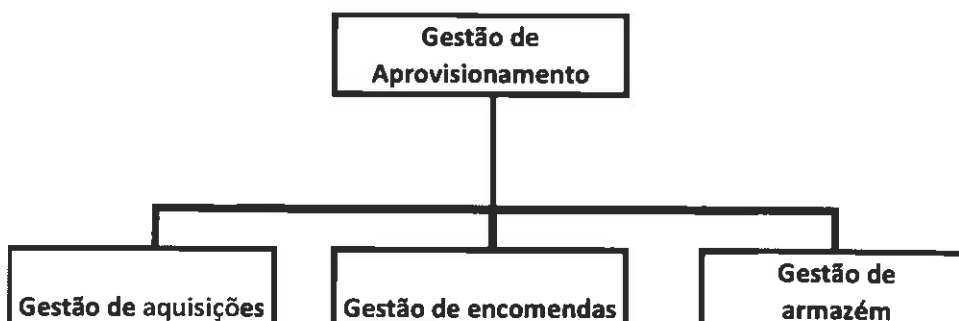 Gestão de
Aprovisionamento
Gestão de aquisições
Gestão de encomendas
Gestão de
armazém